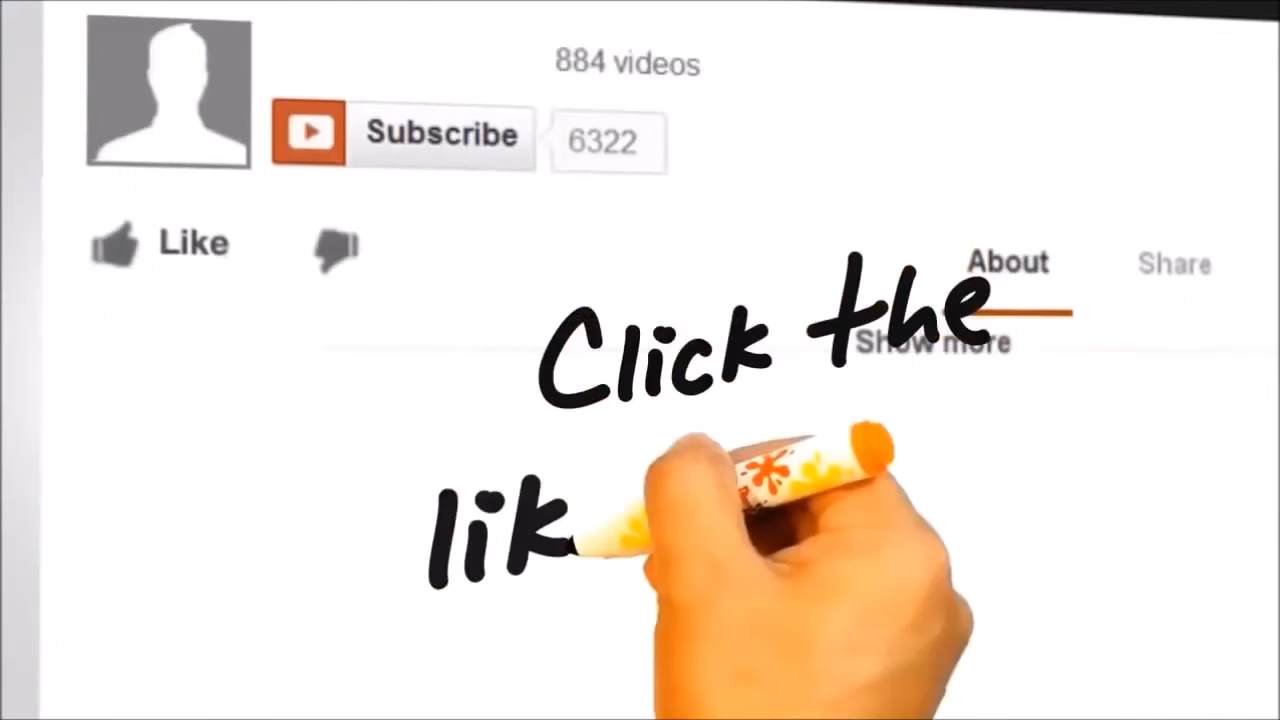 884 videos
Subscribe 6322
Like
About Share
Show more
Click the
lik